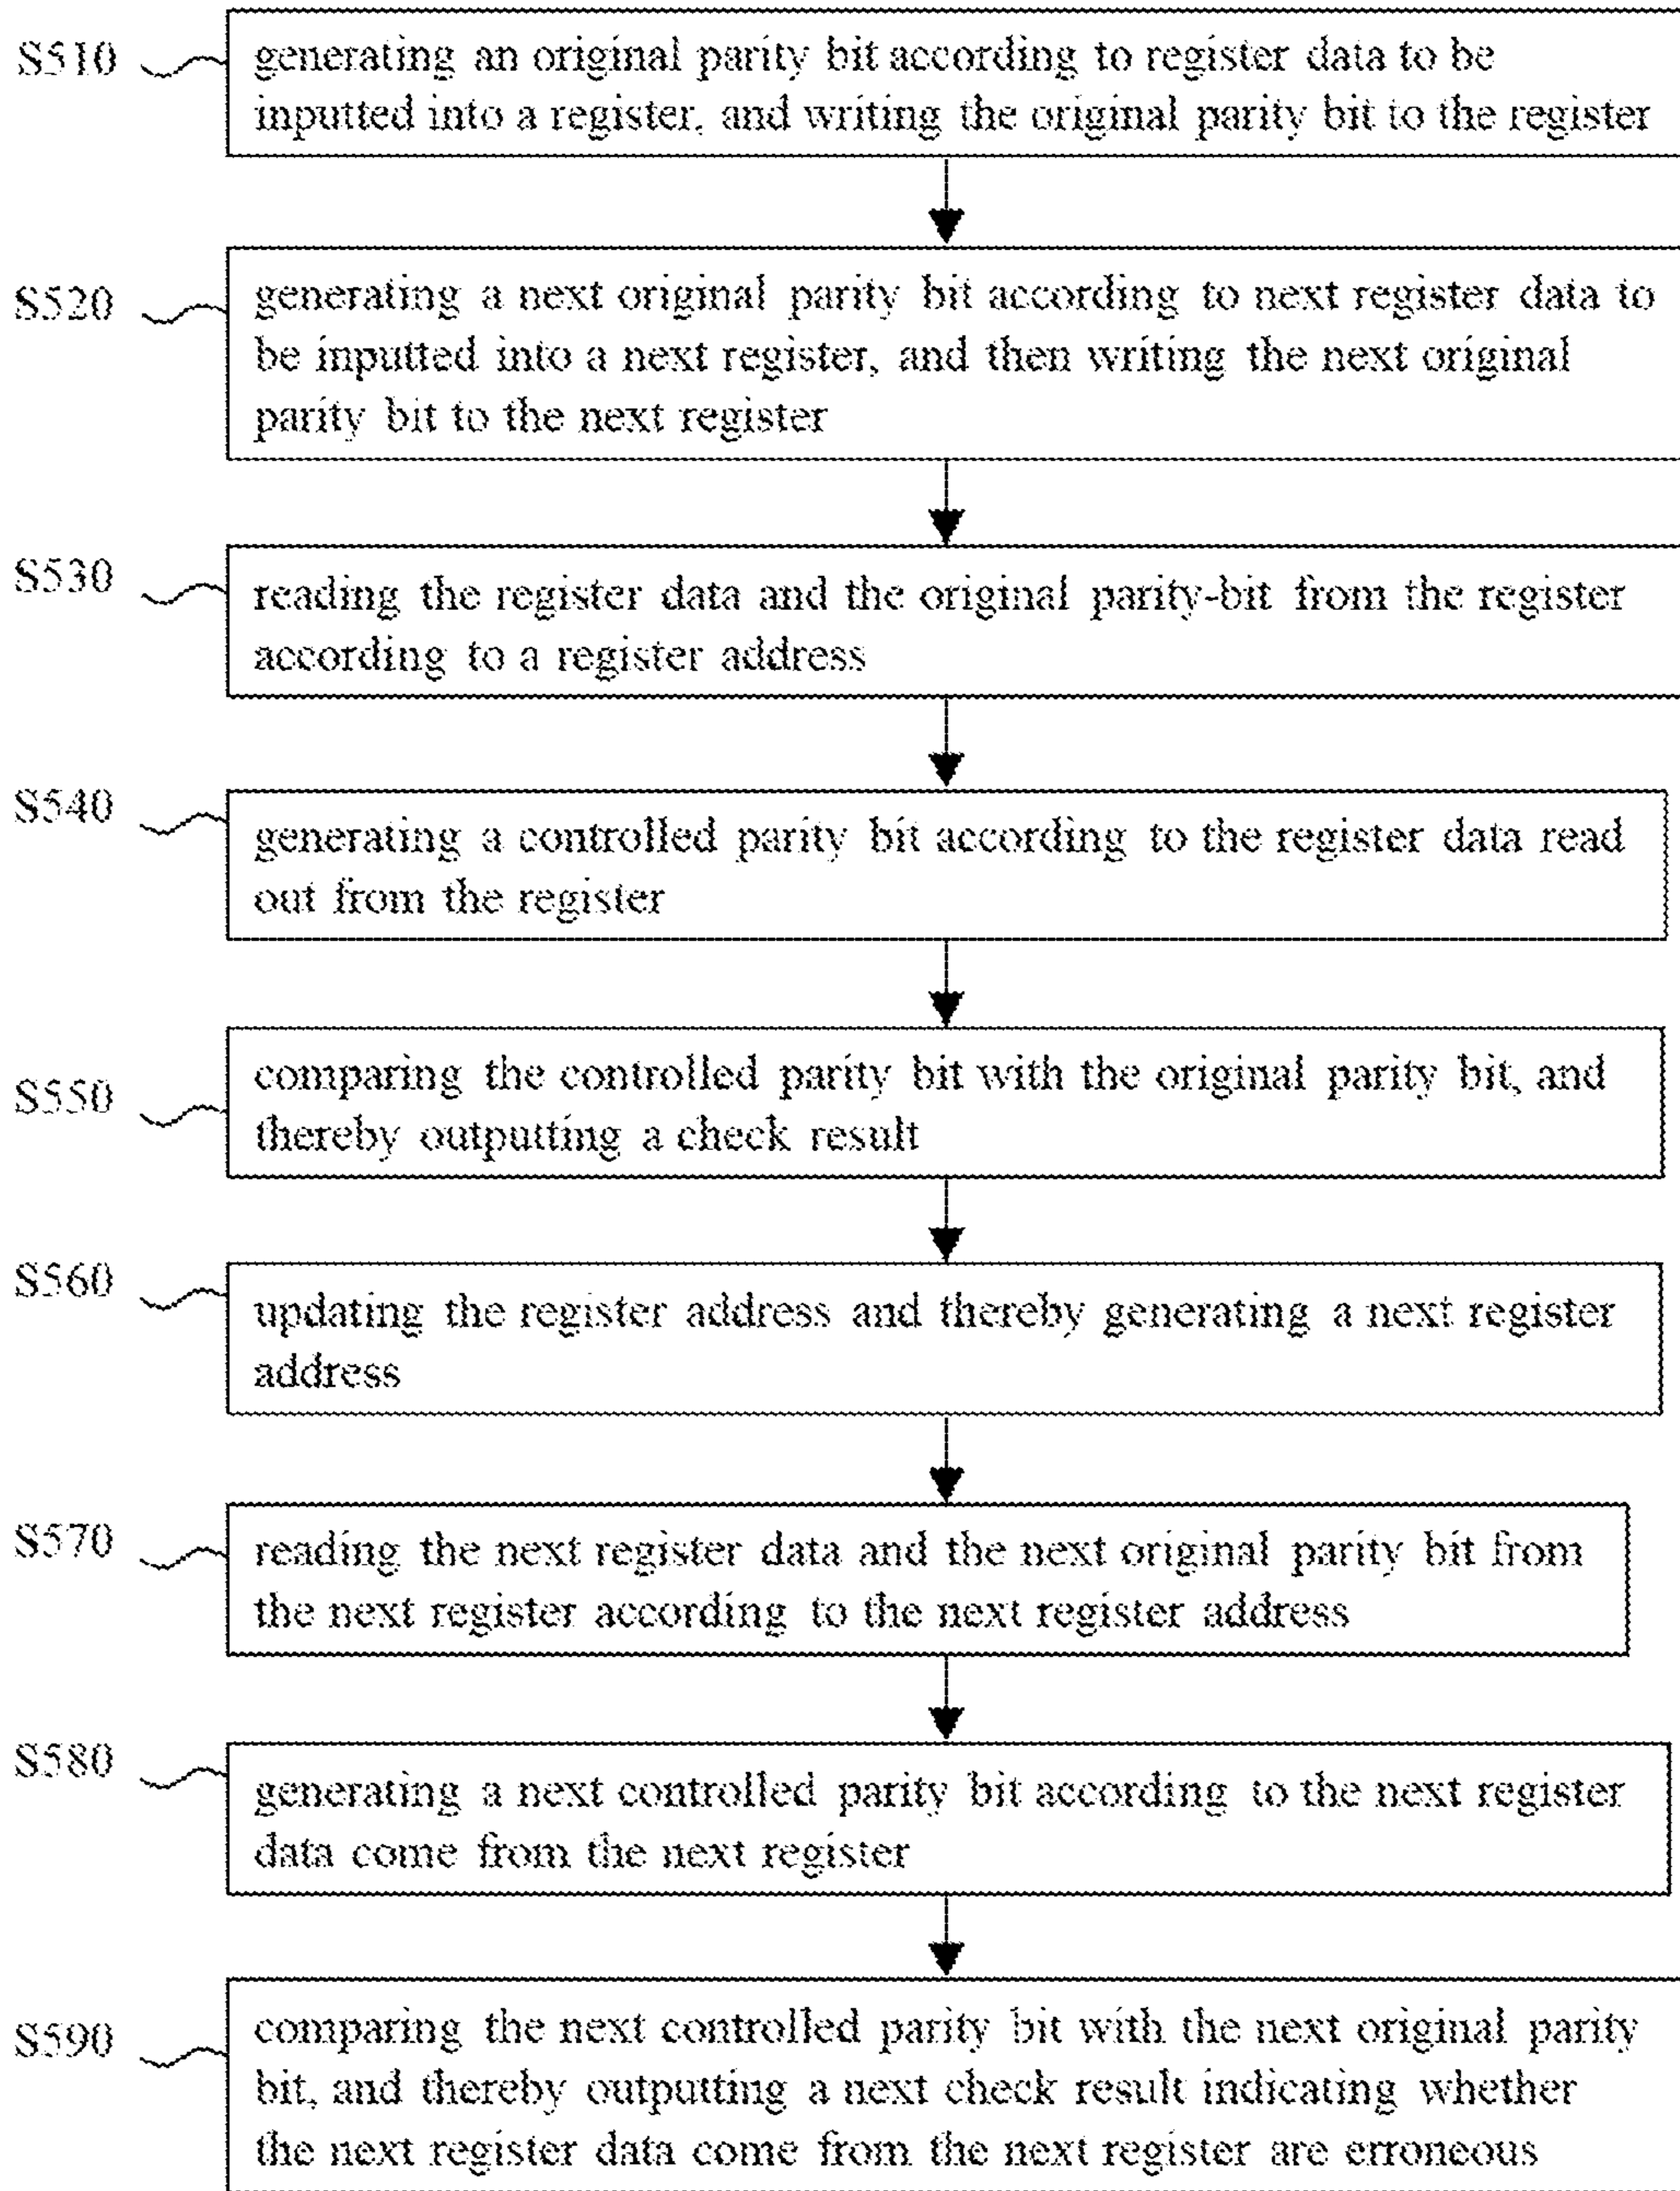 S510
generating an original parity bit according to register data to be
inputted into a register, and writing the original parity bit to the register
S520
generating a next original parity bit according to next register data to
be inputted into a next register, and then writing the next original
parity bit to the next register
S530
reading the register data and the original parity-bit from the register
according to a register address
S540
generating a controlled parity bit according to the register data read
out from the register
S550
comparing the controlled parity bit with the original parity bit, and
thereby outputting a check result
S560
updating the register address and thereby generating a next register
address
S570
reading the next register data and the next original parity bit from
the next register according to the next register address
S580
generating a next controlled parity bit according to the next register
data come from the next register
S590
comparing the next controlled parity bit with the next original parity
bit, and thereby outputting a next check result indicating whether
the next register data come from the next register are erroneous